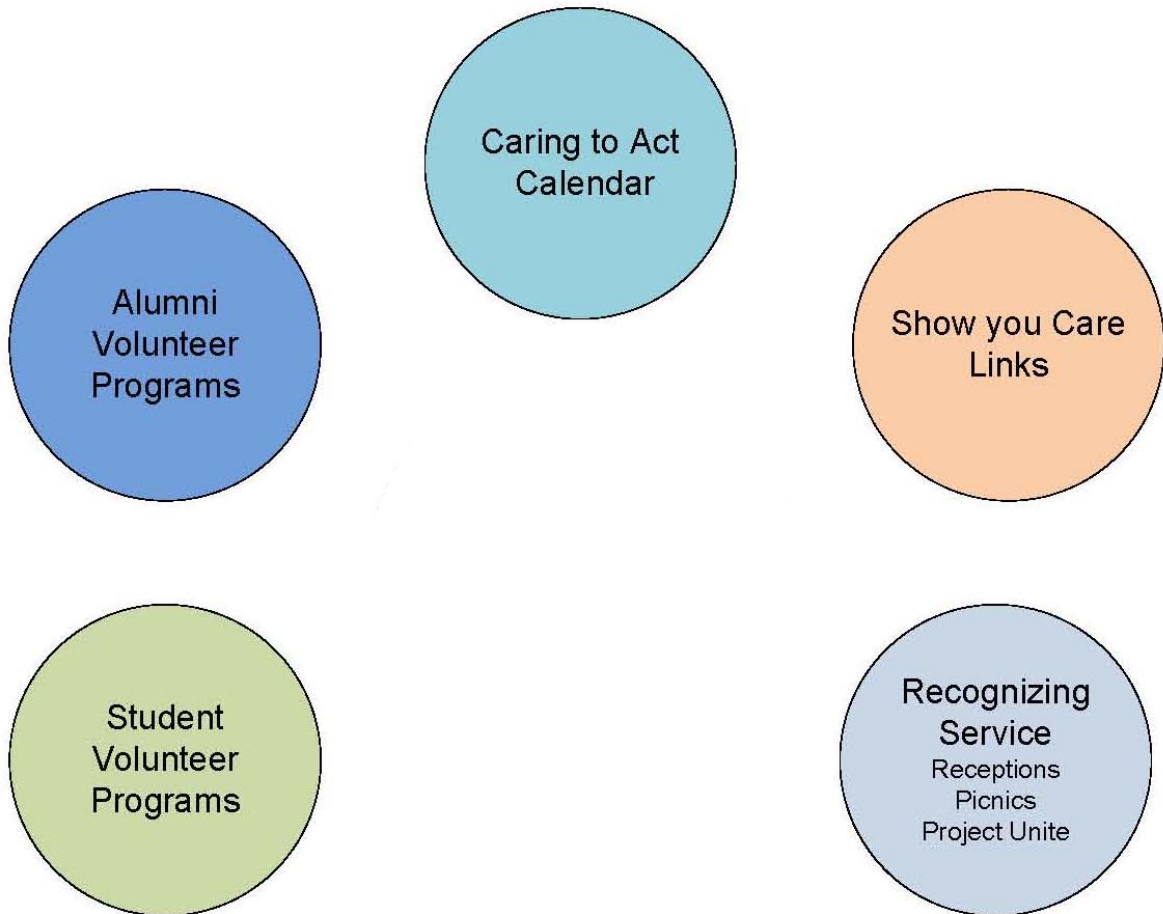 Caring to Act
Calendar
Alumni
Volunteer
Programs
Show you Care
Links
Student
Volunteer
Programs
Recognizing
Service
Receptions
Picnics
Project Unite